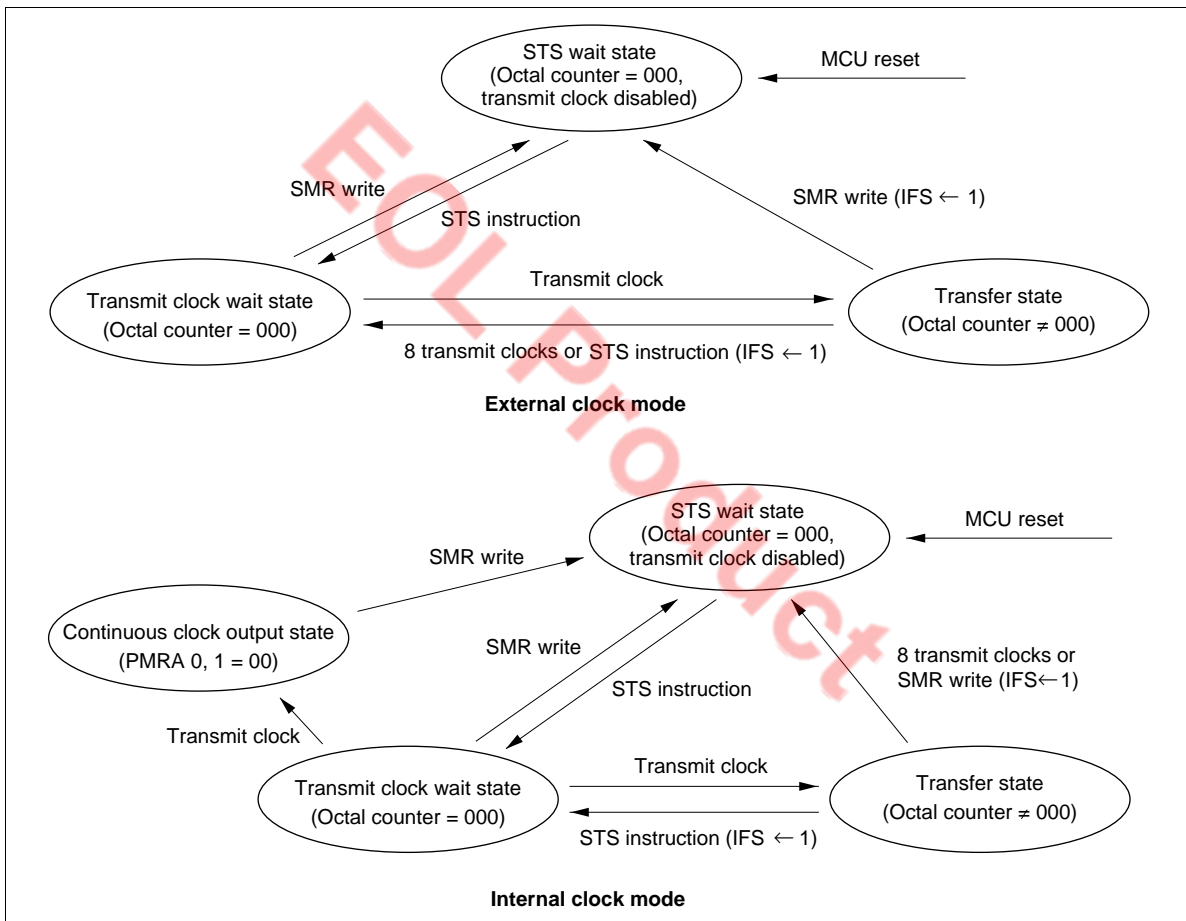 STS wait state
(Octal counter = 000,
transmit clock disabled)
MCU reset
SMR write
STS instruction
SMR write (IFS ← 1)
Transmit clock wait state
(Octal counter = 000)
Transmit clock
Transfer state
(Octal counter ≠ 000)
8 transmit clocks or STS instruction (IFS ← 1)
External clock mode
EOL Product
STS wait state
(Octal counter = 000,
transmit clock disabled)
MCU reset
SMR write
Continuous clock output state
(PMRA 0, 1 = 00)
SMR write
STS instruction
8 transmit clocks or
SMR write (IFS←1)
Transmit clock
Transmit clock wait state
(Octal counter = 000)
Transmit clock
Transfer state
(Octal counter ≠ 000)
STS instruction (IFS ← 1)
Internal clock mode